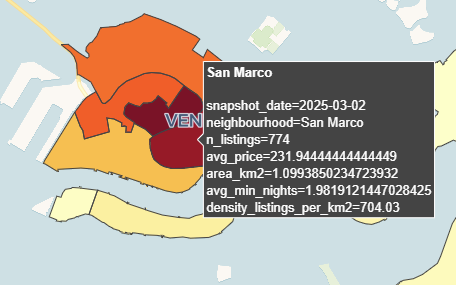 San Marco
snapshot_date=2025-03-02
neighbourhood=San Marco
VEN
n_listings=774
avg_price=231.94444444444449
area_km2=1.0993850234723932
avg_min_nights=1.9819121447028425
density_listings_per_km2=704.03